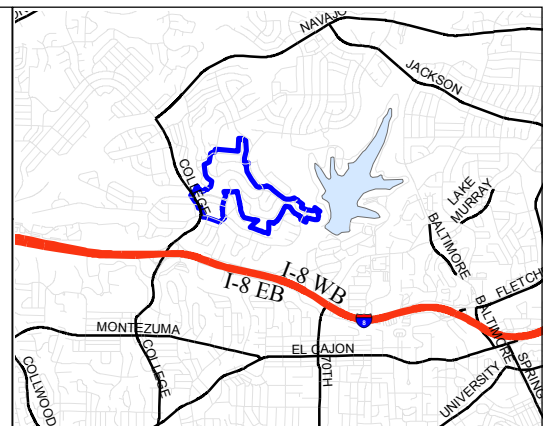 NAVAJO
JACKSON
COLLEGE
LAKE
MURRAY
BALTIMORE
I-8 WB
I-8 EB
8
FLETCH
BALTIMORE
SPRING
MONTEZUMA
COLLEGE
EL CAJON
70TH
COLLWOOD
UNIVERSITY